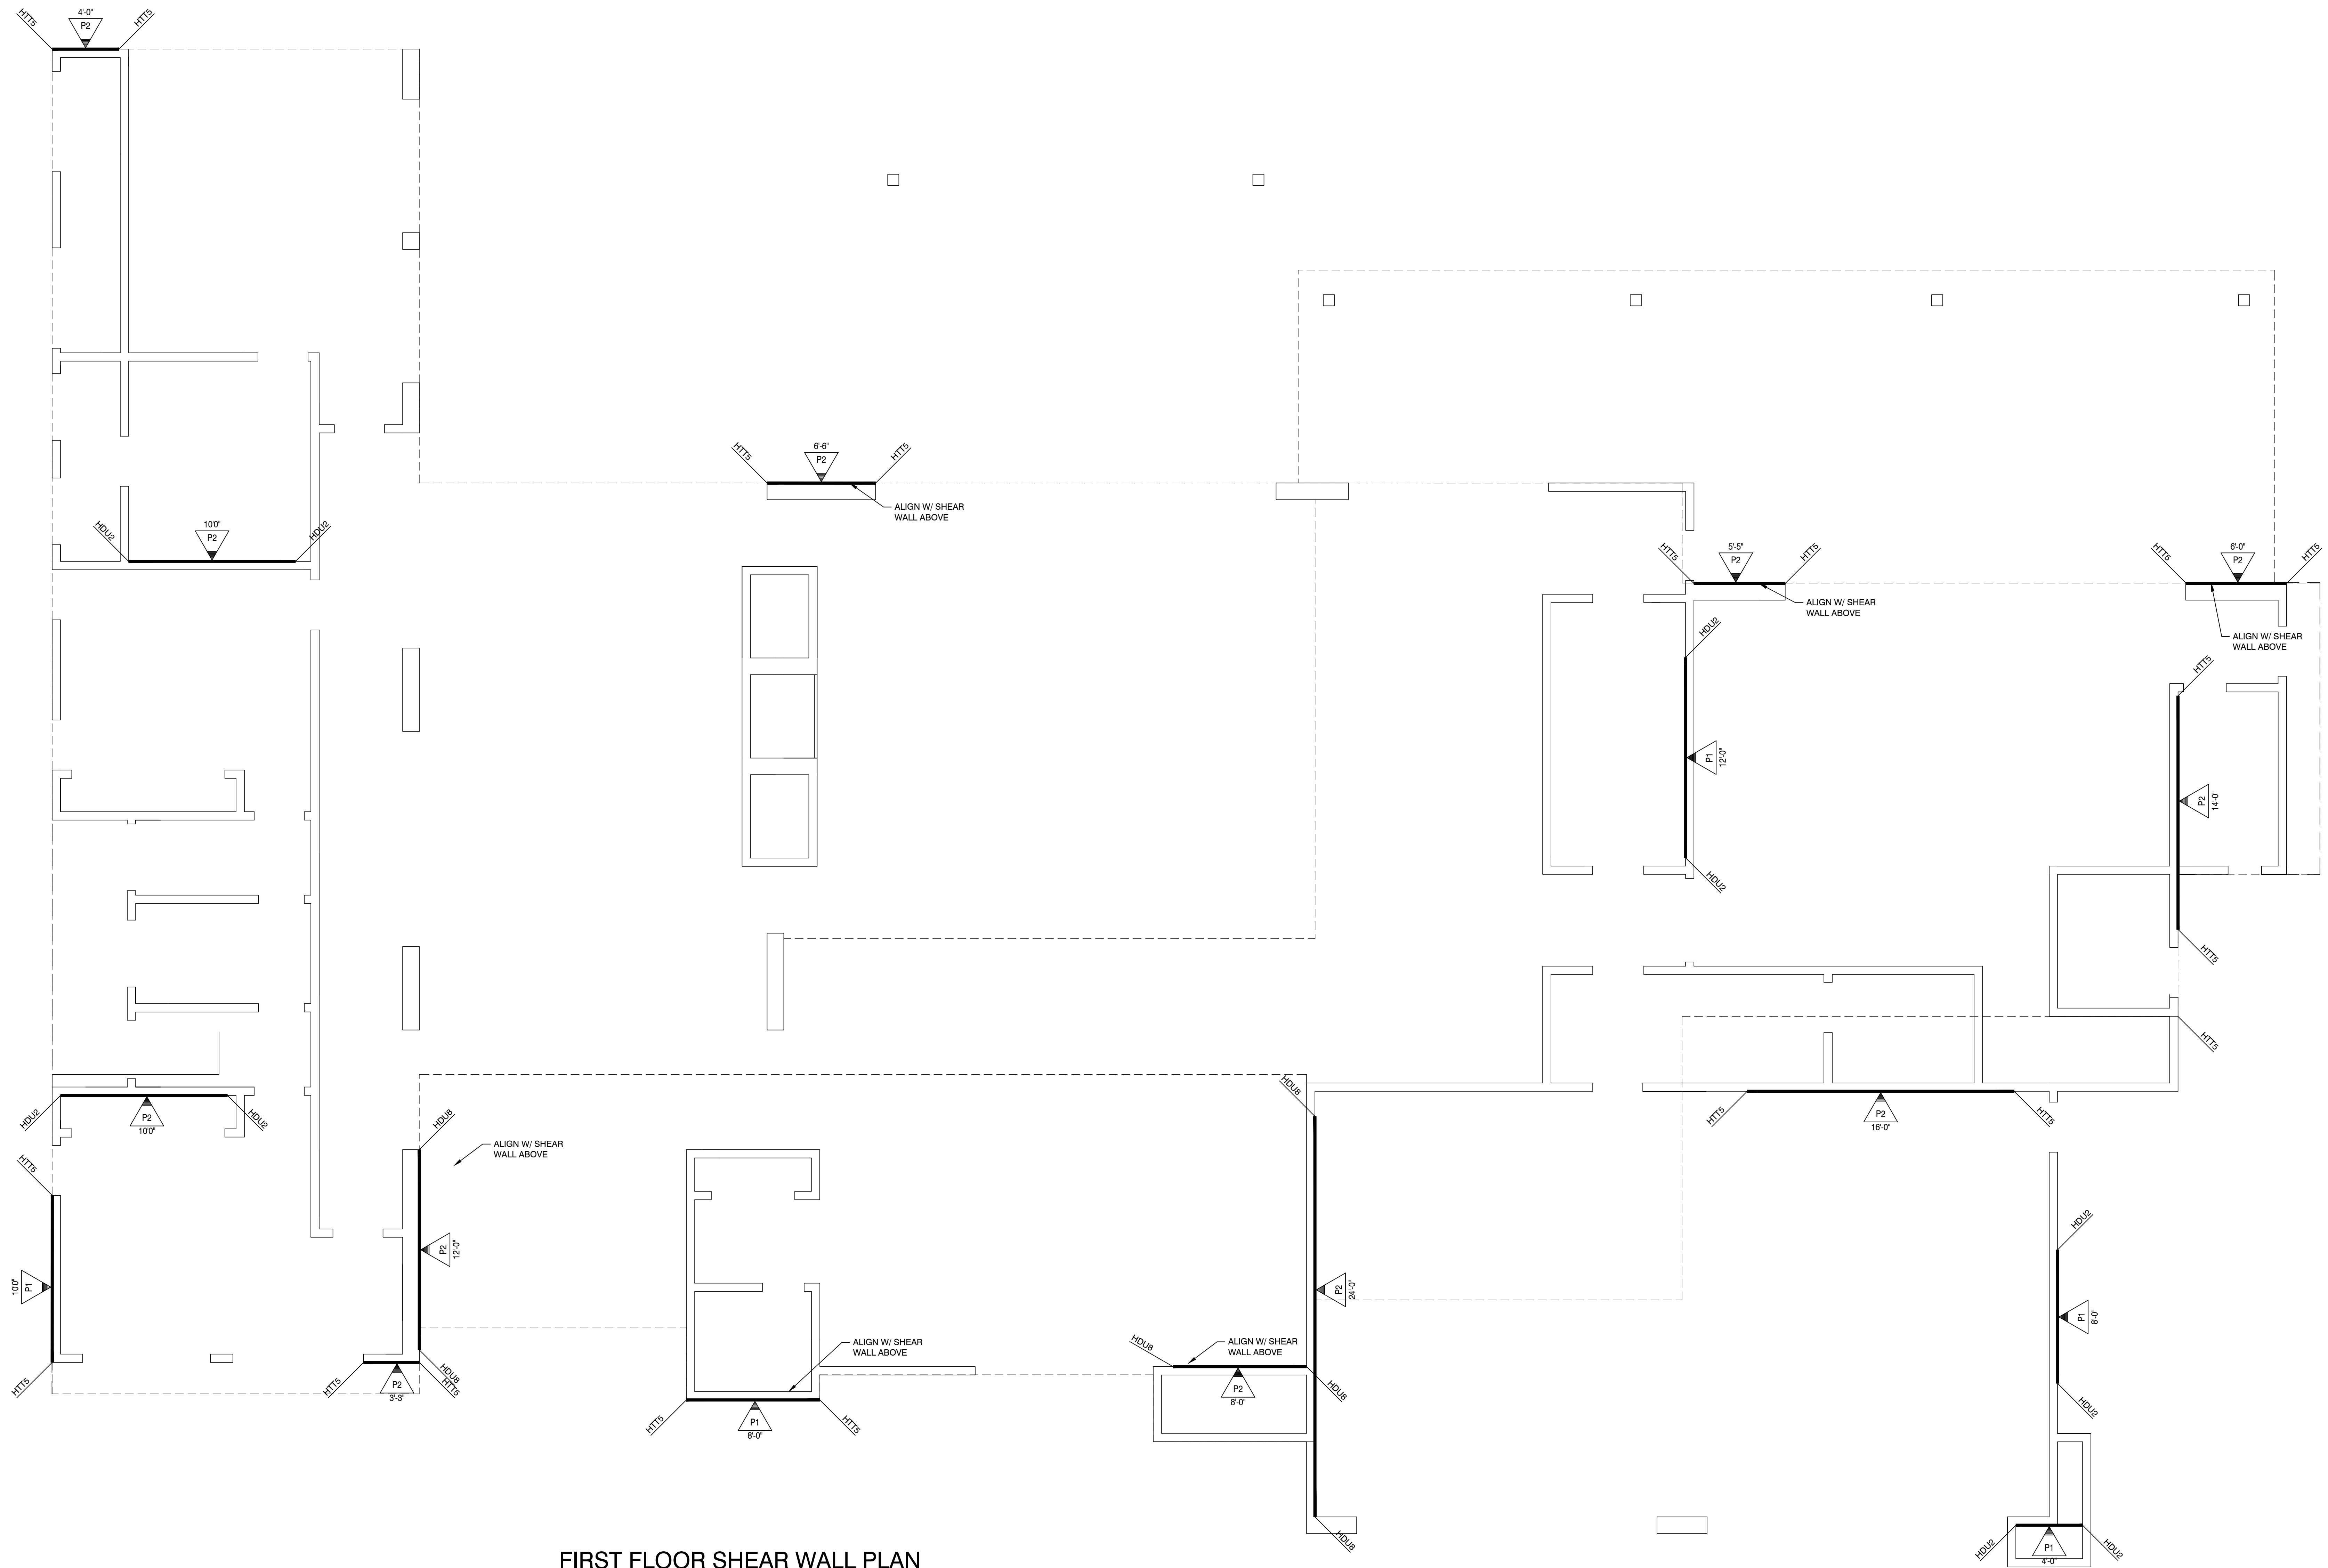 HTT5
4'-0"
P2
HTT5
HTT5
6'-6"
P2
HTT5
ALIGN W/ SHEAR
WALL ABOVE
HDU2
10'0"
P2
HDU2
HTT5
5'-5"
P2
HTT5
ALIGN W/ SHEAR
WALL ABOVE
HTT5
6'-0"
P2
HTT5
ALIGN W/ SHEAR
WALL ABOVE
HDU2
P1
12'-0"
HDU2
HTT5
P2
14'-0"
HTT5
HTT5
HDU2
P2
10'0"
HDU2
HDU8
ALIGN W/ SHEAR
WALL ABOVE
P2
12'-0"
HDU8
HTT5
10'0"
P1
HTT5
HTT5
P2
3'-3"
HTT5
ALIGN W/ SHEAR
WALL ABOVE
HTT5
P1
8'-0"
HTT5
HDU8
ALIGN W/ SHEAR
WALL ABOVE
P2
8'-0"
HDU8
HDU8
P2
24'-0"
HDU8
HTT5
P2
16'-0"
HTT5
HDU2
P1
8'-0"
HDU2
HDU2
P1
4'-0"
HDU2
FIRST FLOOR SHEAR WALL PLAN